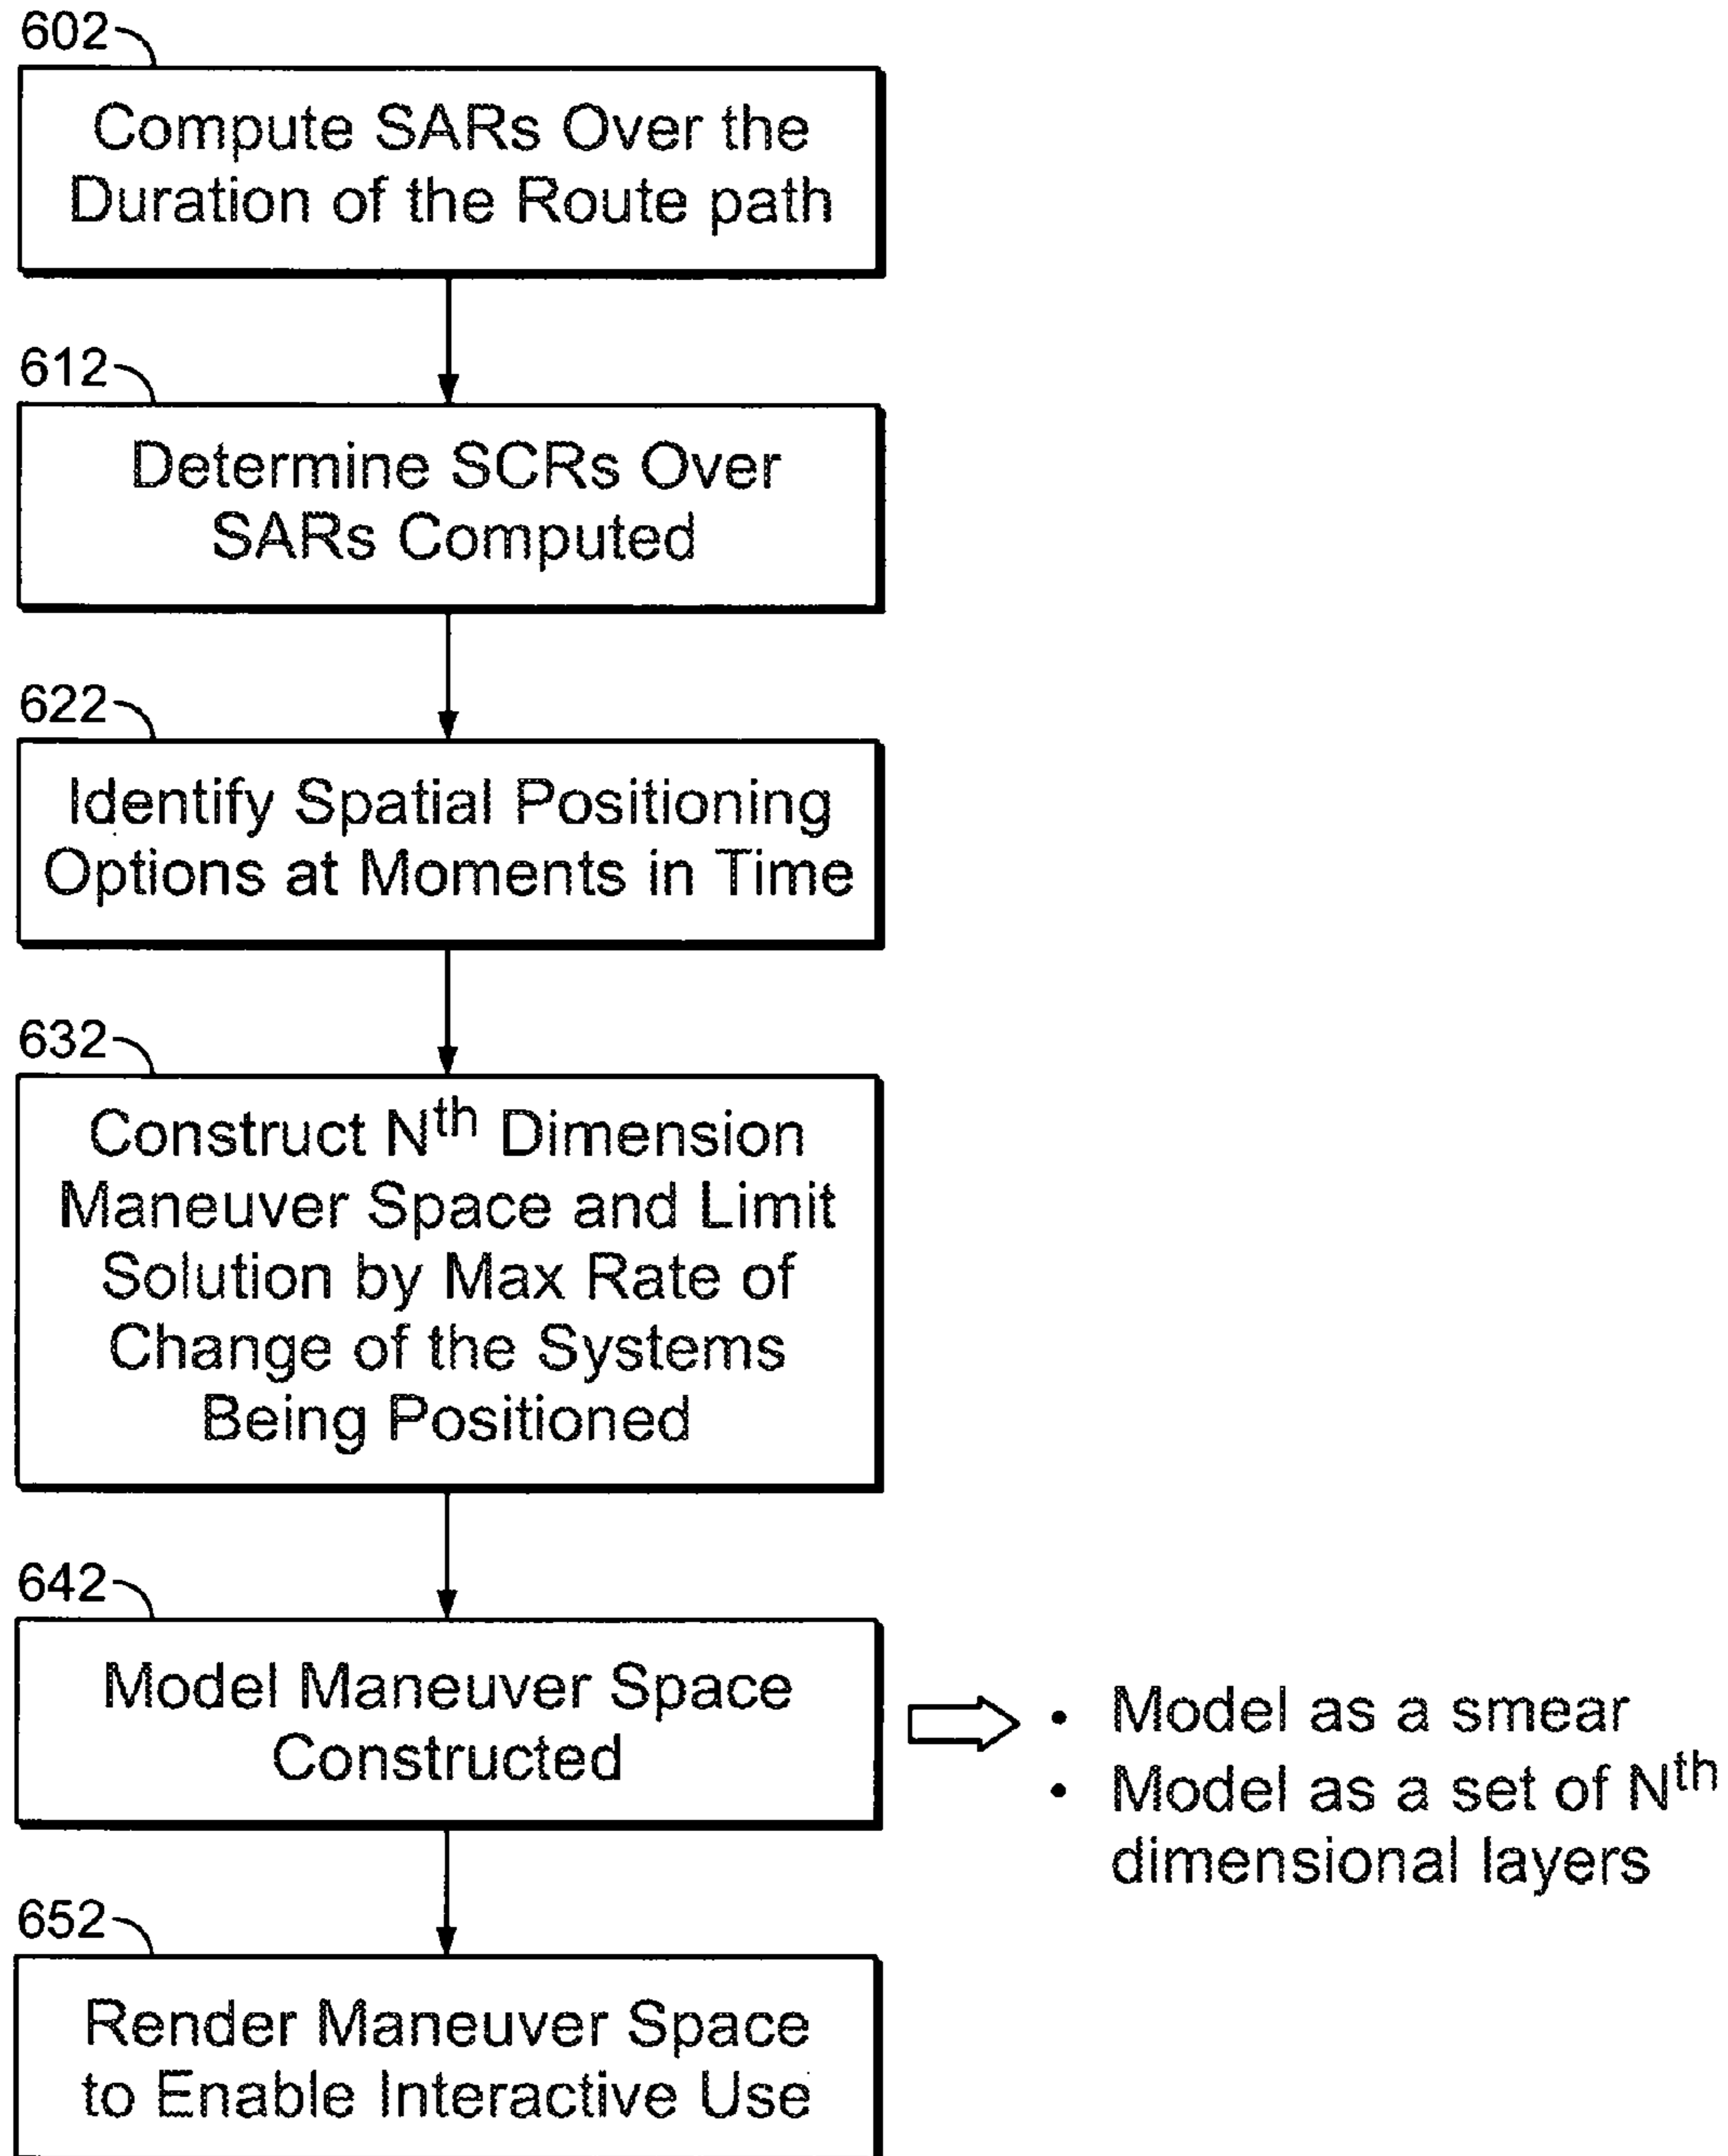 602
Compute SARs Over the
Duration of the Route path
612
Determine SCRs Over
SARs Computed
622
Identify Spatial Positioning
Options at Moments in Time
632
Construct Nth Dimension
Maneuver Space and Limit
Solution by Max Rate of
Change of the Systems
Being Positioned
642
Model Maneuver Space
Constructed
• Model as a smear
• Model as a set of Nth
dimensional layers
652
Render Maneuver Space
to Enable Interactive Use